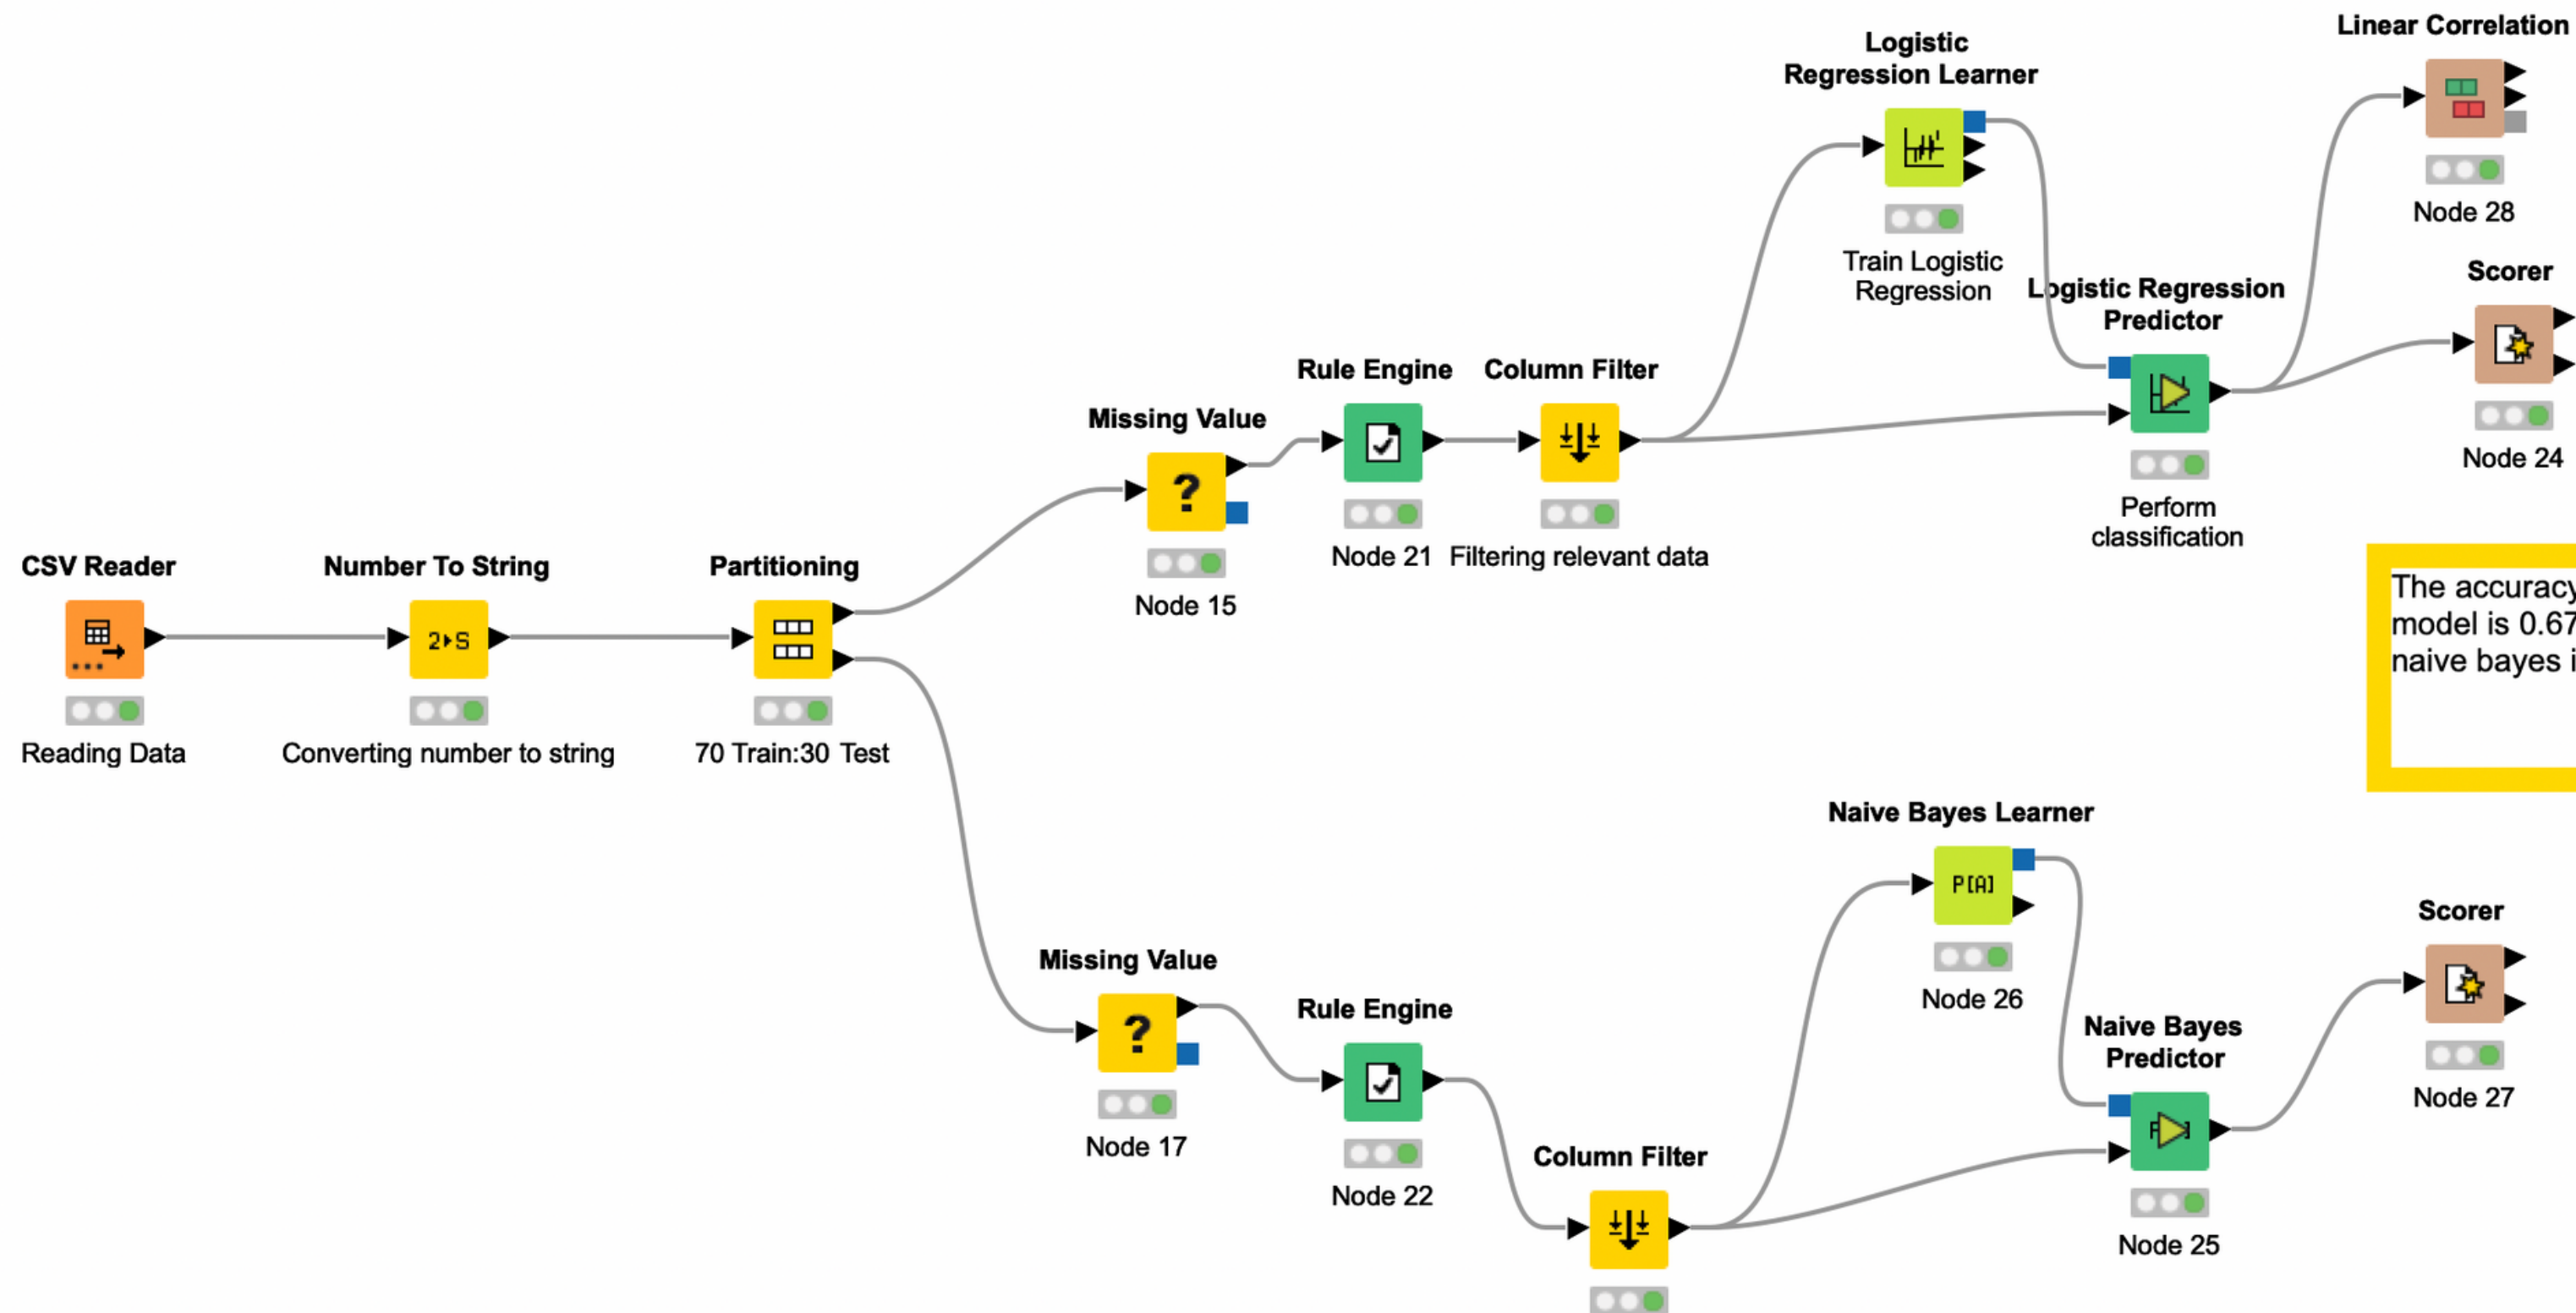 Linear Correlation
Logistic
Regression Learner
Node 28
Train Logistic
Regression
Scorer
Logistic Regression
Predictor
Node 24
Perform
classification
Rule Engine
Column Filter
Missing Value
?
Node 21
Filtering relevant data
Node 15
CSV Reader
Number To String
Partitioning
2▸S
Reading Data
Converting number to string
70 Train:30 Test
The accuracy
model is 0.67
naive bayes i
Naive Bayes Learner
P[A]
Node 26
Scorer
Node 27
Missing Value
?
Node 17
Rule Engine
Node 22
Naive Bayes
Predictor
Node 25
Column Filter